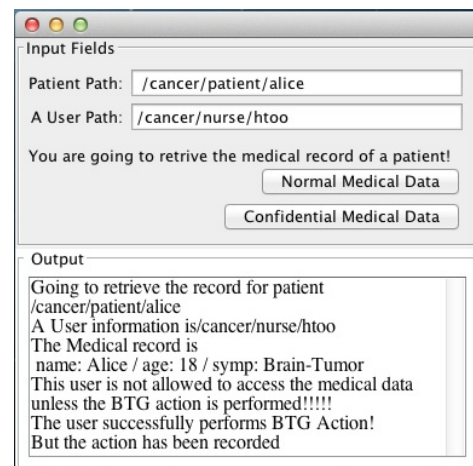 Input Fields
Patient Path: /cancer/patient/alice
A User Path: /cancer/nurse/htoo
You are going to retrive the medical record of a patient!
Normal Medical Data
Confidential Medical Data
Output
Going to retrieve the record for patient
/cancer/patient/alice
A User information is/cancer/nurse/htoo
The Medical record is
name: Alice / age: 18 / symp: Brain-Tumor
This user is not allowed to access the medical data
unless the BTG action is performed!!!!!
The user successfully performs BTG Action!
But the action has been recorded